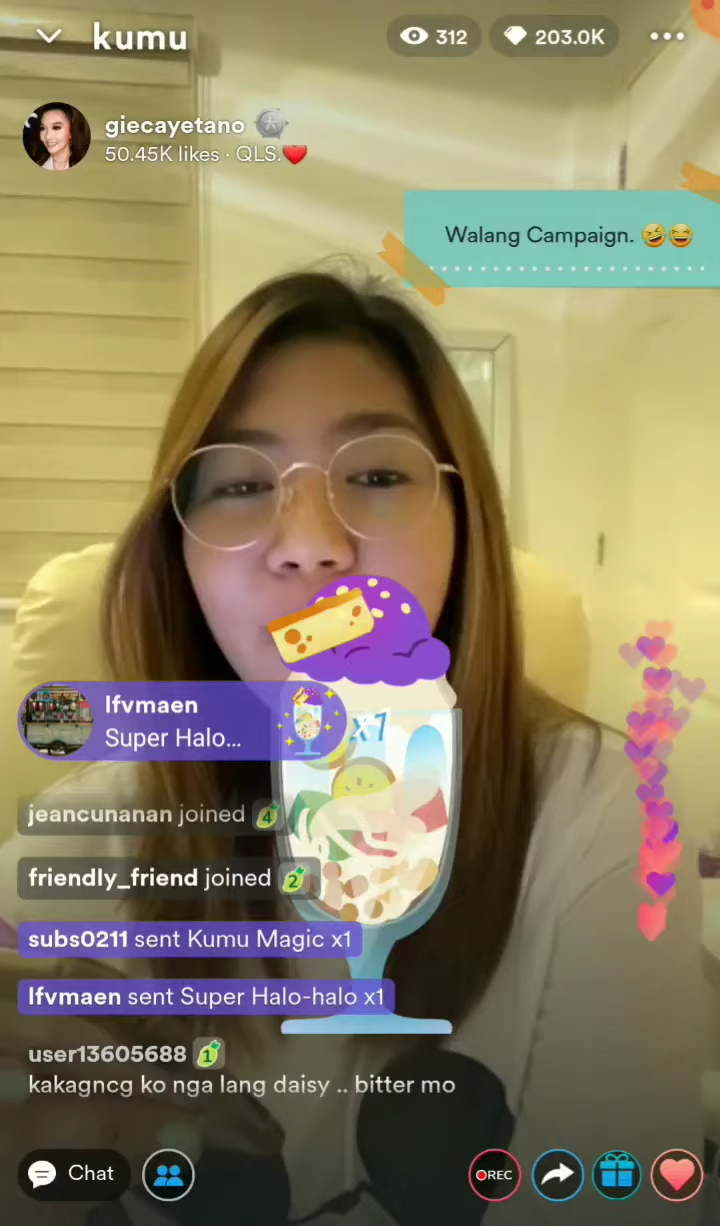 kumu
312
203.0K
giecayetano
50.45K likes · QLS.❤️
Walang Campaign. 🤣😆
lfvmaen
Super Halo...
x7
jeancunanan joined 4
friendly_friend joined 2
subs0211 sent Kumu Magic x1
lfvmaen sent Super Halo-halo x1
user13605688 1
kakagncg ko nga lang daisy .. bitter mo
Chat
REC